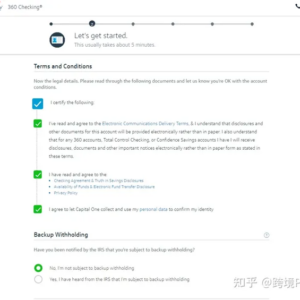 360 Checking®
Let's get started.
This usually takes about 5 minutes.
Terms and Conditions
Now the legal details. Please read through the following documents and let us know you're OK with the account
conditions.
I certify the following:
I've read and agree to the Electronic Communications Delivery Terms. I understand that disclosures and
other documents for this account will be provided electronically rather than in paper. I also understand
that for any 360 accounts, Total Control Checking, or Confidence Savings accounts I have I will receive
disclosures, documents and other important notices electronically rather than in paper form as stated in
these terms.
I have read and agree to the
Checking Agreement & Truth in Savings Disclosures
Availability of Funds & Electronic Fund Transfer Disclosure
Privacy Policy
I agree to let Capital One collect and use my personal data to confirm my identity.
Backup Withholding
Have you been notified by the IRS that you're subject to backup withholding?
No, I'm not subject to backup withholding
Yes, I have heard from the IRS that I'm subject to backup withholding
知乎 @跨境